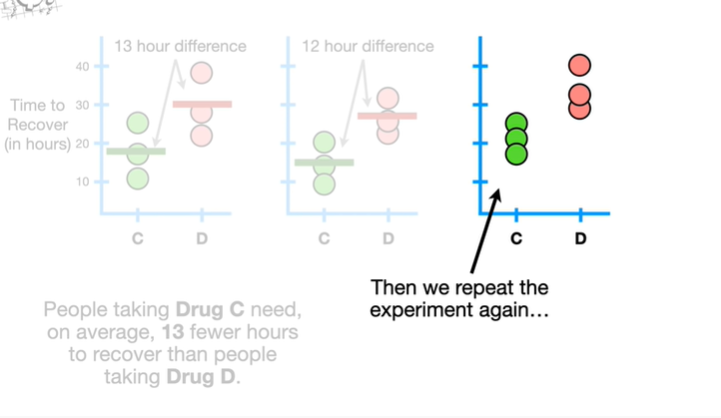 13 hour difference
12 hour difference
Time to
Recover
(in hours)
40
30
20
10
C
D
C
D
C
D
Then we repeat the
experiment again…
People taking Drug C need,
on average, 13 fewer hours
to recover than people
taking Drug D.